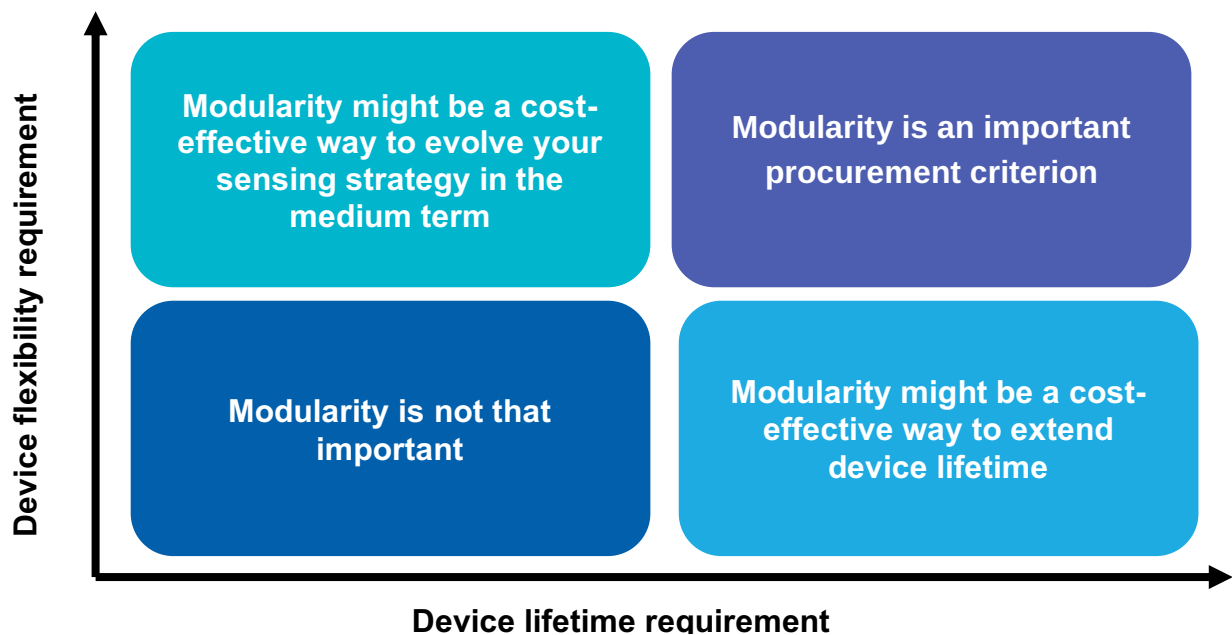 Device flexibility requirement
Modularity might be a cost-
effective way to evolve your
sensing strategy in the
medium term
Modularity is an important
procurement criterion
Modularity is not that
important
Modularity might be a cost-
effective way to extend
device lifetime
Device lifetime requirement